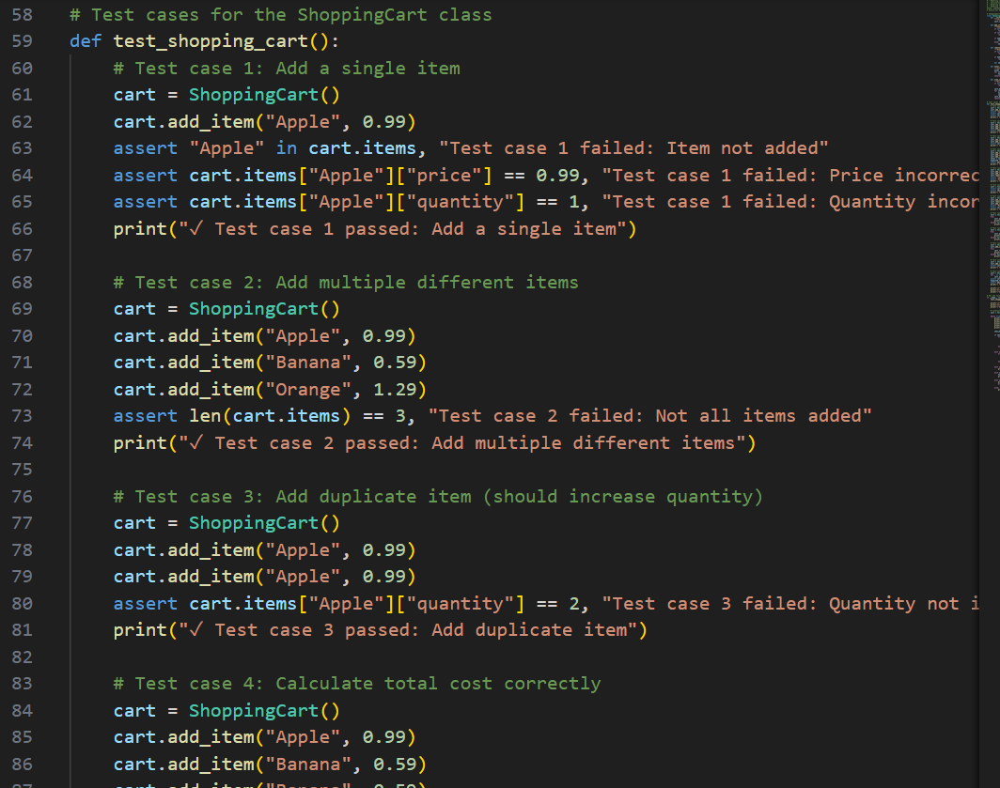 58 # Test cases for the ShoppingCart class
59 def test_shopping_cart():
60     # Test case 1: Add a single item
61     cart = ShoppingCart()
62     cart.add_item("Apple", 0.99)
63     assert "Apple" in cart.items, "Test case 1 failed: Item not added"
64     assert cart.items["Apple"]["price"] == 0.99, "Test case 1 failed: Price incorrec
65     assert cart.items["Apple"]["quantity"] == 1, "Test case 1 failed: Quantity incor
66     print("✓ Test case 1 passed: Add a single item")
67
68     # Test case 2: Add multiple different items
69     cart = ShoppingCart()
70     cart.add_item("Apple", 0.99)
71     cart.add_item("Banana", 0.59)
72     cart.add_item("Orange", 1.29)
73     assert len(cart.items) == 3, "Test case 2 failed: Not all items added"
74     print("✓ Test case 2 passed: Add multiple different items")
75
76     # Test case 3: Add duplicate item (should increase quantity)
77     cart = ShoppingCart()
78     cart.add_item("Apple", 0.99)
79     cart.add_item("Apple", 0.99)
80     assert cart.items["Apple"]["quantity"] == 2, "Test case 3 failed: Quantity not i
81     print("✓ Test case 3 passed: Add duplicate item")
82
83     # Test case 4: Calculate total cost correctly
84     cart = ShoppingCart()
85     cart.add_item("Apple", 0.99)
86     cart.add_item("Banana", 0.59)
87     cart.add_item("Banana", 0.59)